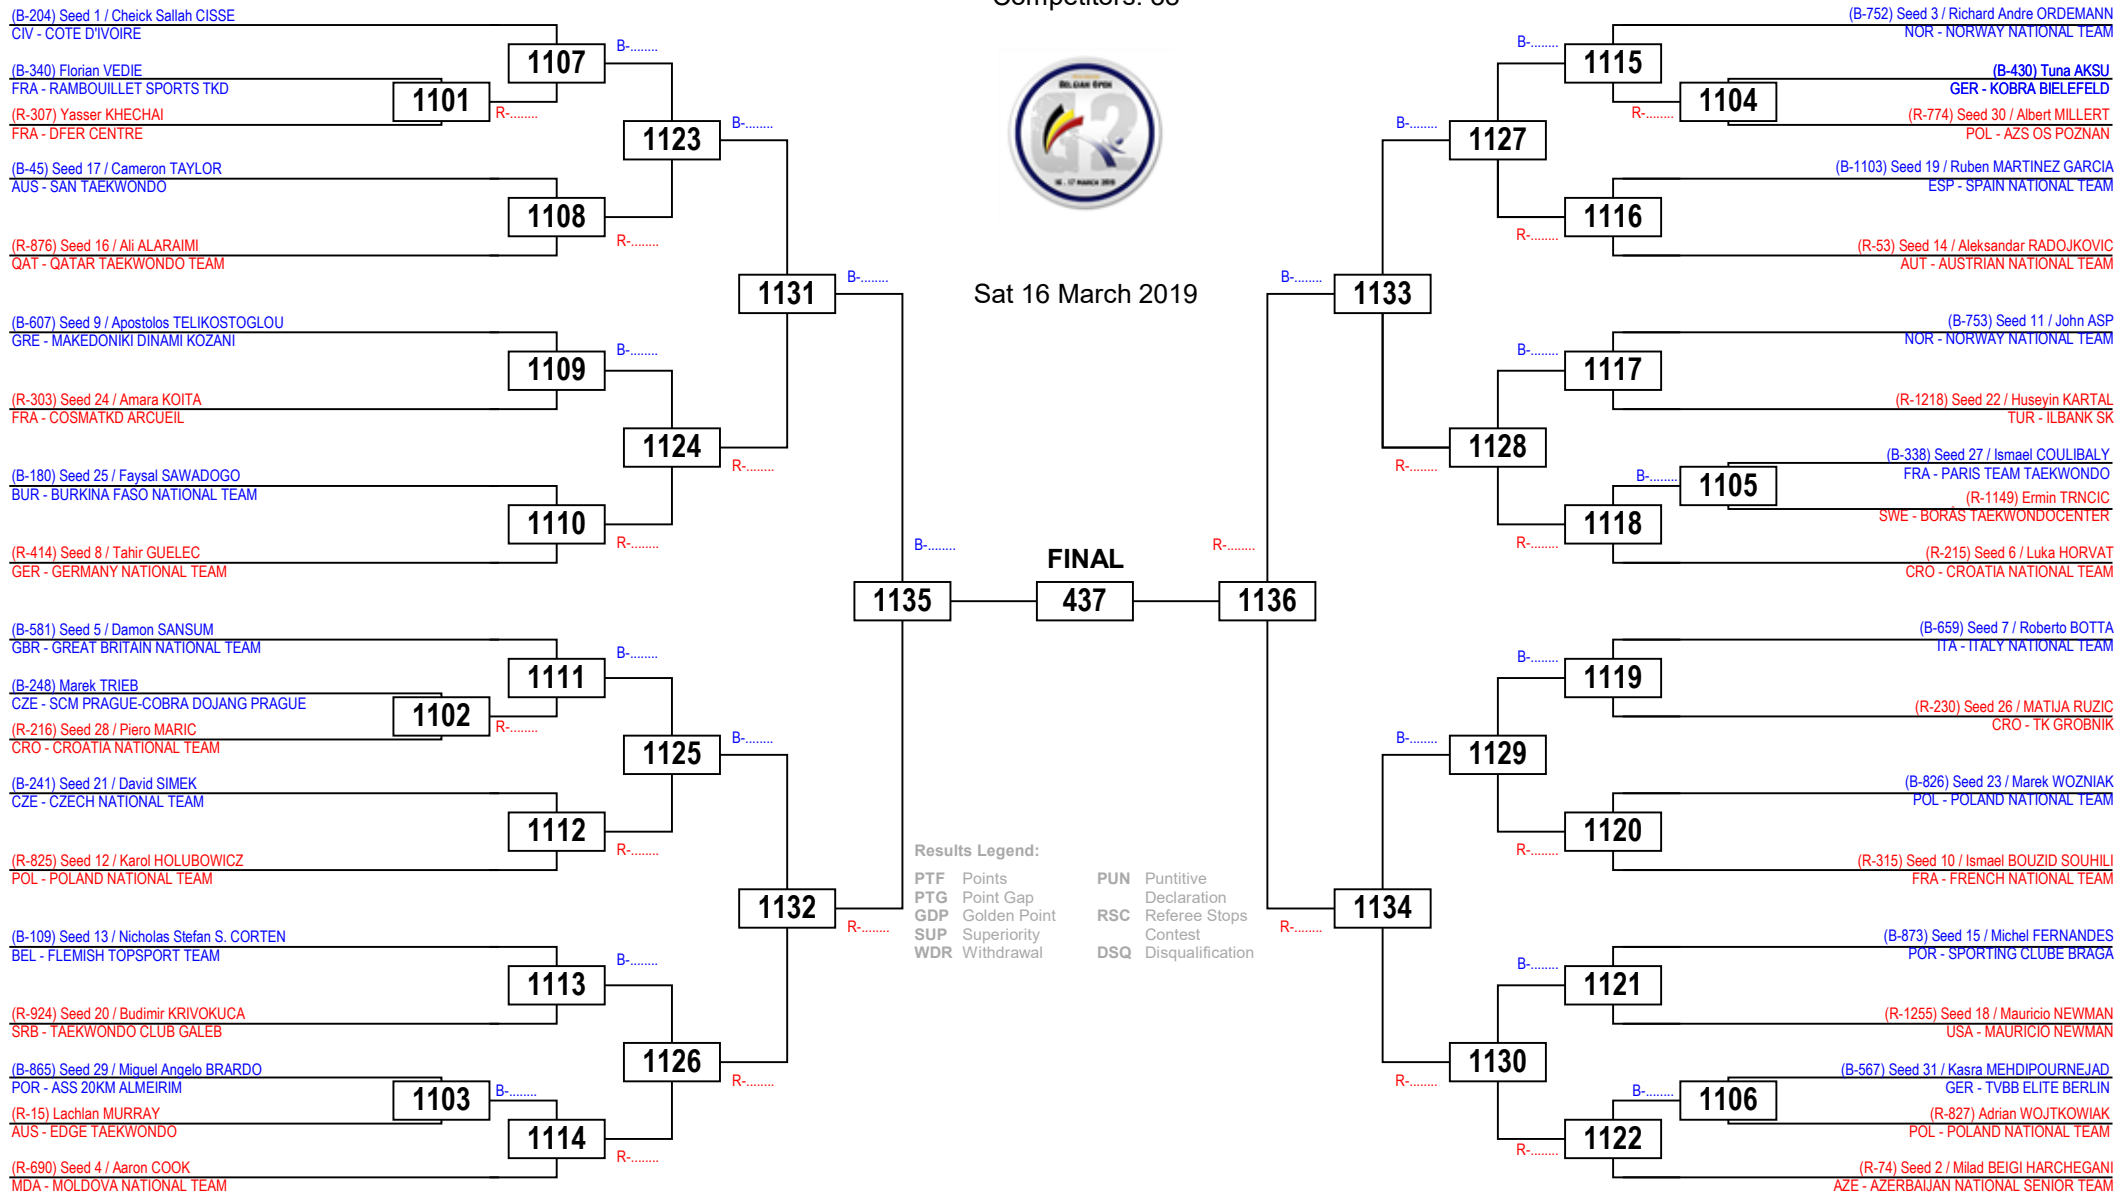 (B-204) Seed 1 / Cheick Sallah CISSE
CIV - COTE D'IVOIRE
1107
B-........
(B-340) Florian VEDIE
FRA - RAMBOUILLET SPORTS TKD
1101
R-........
(R-307) Yasser KHECHAI
FRA - DFER CENTRE
1123
B-........
(B-45) Seed 17 / Cameron TAYLOR
AUS - SAN TAEKWONDO
1108
R-........
(R-876) Seed 16 / Ali ALARAIMI
QAT - QATAR TAEKWONDO TEAM
1131
B-........
(B-607) Seed 9 / Apostolos TELIKOSTOGLOU
GRE - MAKEDONIKI DINAMI KOZANI
1109
B-........
(R-303) Seed 24 / Amara KOITA
FRA - COSMATKD ARCUEIL
1124
R-........
(B-180) Seed 25 / Faysal SAWADOGO
BUR - BURKINA FASO NATIONAL TEAM
1110
R-........
(R-414) Seed 8 / Tahir GUELEC
GER - GERMANY NATIONAL TEAM
1135
B-........
(B-581) Seed 5 / Damon SANSUM
GBR - GREAT BRITAIN NATIONAL TEAM
1111
B-........
(B-248) Marek TRIEB
CZE - SCM PRAGUE-COBRA DOJANG PRAGUE
1102
R-........
(R-216) Seed 28 / Piero MARIC
CRO - CROATIA NATIONAL TEAM
1125
B-........
(B-241) Seed 21 / David SIMEK
CZE - CZECH NATIONAL TEAM
1112
R-........
(R-825) Seed 12 / Karol HOLUBOWICZ
POL - POLAND NATIONAL TEAM
1132
R-........
(B-109) Seed 13 / Nicholas Stefan S. CORTEN
BEL - FLEMISH TOPSPORT TEAM
1113
B-........
(R-924) Seed 20 / Budimir KRIVOKUCA
SRB - TAEKWONDO CLUB GALEB
1126
R-........
(B-865) Seed 29 / Miguel Angelo BRARDO
POR - ASS 20KM ALMEIRIM
1103
B-........
(R-15) Lachlan MURRAY
AUS - EDGE TAEKWONDO
1114
R-........
(R-690) Seed 4 / Aaron COOK
MDA - MOLDOVA NATIONAL TEAM
BELGIAN OPEN
G2
16 - 17 MARCH 2019
Sat 16 March 2019
FINAL
437
Results Legend:
PTF Points
PTG Point Gap
GDP Golden Point
SUP Superiority
WDR Withdrawal
PUN Puntitive
Declaration
RSC Referee Stops
Contest
DSQ Disqualification
(B-752) Seed 3 / Richard Andre ORDEMANN
NOR - NORWAY NATIONAL TEAM
B-........
1115
(B-430) Tuna AKSU
GER - KOBRA BIELEFELD
R-........
1104
(R-774) Seed 30 / Albert MILLERT
POL - AZS OS POZNAN
B-........
1127
(B-1103) Seed 19 / Ruben MARTINEZ GARCIA
ESP - SPAIN NATIONAL TEAM
R-........
1116
(R-53) Seed 14 / Aleksandar RADOJKOVIC
AUT - AUSTRIAN NATIONAL TEAM
B-........
1133
(B-753) Seed 11 / John ASP
NOR - NORWAY NATIONAL TEAM
B-........
1117
(R-1218) Seed 22 / Huseyin KARTAL
TUR - ILBANK SK
R-........
1128
(B-338) Seed 27 / Ismael COULIBALY
FRA - PARIS TEAM TAEKWONDO
B-........
1105
(R-1149) Ermin TRNCIC
SWE - BORÅS TAEKWONDOCENTER
R-........
1118
(R-215) Seed 6 / Luka HORVAT
CRO - CROATIA NATIONAL TEAM
R-........
1136
(B-659) Seed 7 / Roberto BOTTA
ITA - ITALY NATIONAL TEAM
B-........
1119
(R-230) Seed 26 / MATIJA RUZIC
CRO - TK GROBNIK
B-........
1129
(B-826) Seed 23 / Marek WOZNIAK
POL - POLAND NATIONAL TEAM
R-........
1120
(R-315) Seed 10 / Ismael BOUZID SOUHILI
FRA - FRENCH NATIONAL TEAM
R-........
1134
(B-873) Seed 15 / Michel FERNANDES
POR - SPORTING CLUBE BRAGA
B-........
1121
(R-1255) Seed 18 / Mauricio NEWMAN
USA - MAURICIO NEWMAN
R-........
1130
(B-567) Seed 31 / Kasra MEHDIPOURNEJAD
GER - TVBB ELITE BERLIN
B-........
1106
(R-827) Adrian WOJTKOWIAK
POL - POLAND NATIONAL TEAM
R-........
1122
(R-74) Seed 2 / Milad BEIGI HARCHEGANI
AZE - AZERBAIJAN NATIONAL SENIOR TEAM